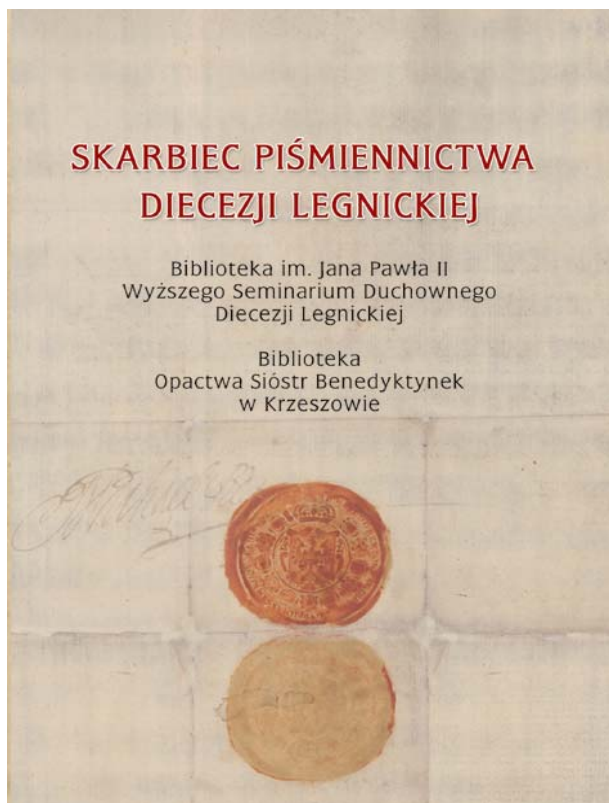 SKARBIEC PIŚMIENNICTWA
DIECEZJI LEGNICKIEJ
Biblioteka im. Jana Pawła II
Wyższego Seminarium Duchownego
Diecezji Legnickiej
Biblioteka
Opactwa Sióstr Benedyktynek
w Krzeszowie